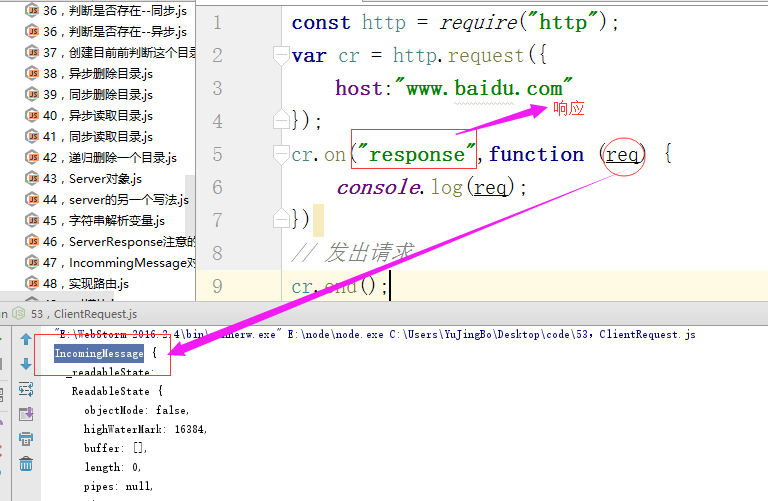 36，判断是否存在--同步.js
36，判断是否存在--异步.js
37，创建目前前判断这个目录
38，异步删除目录.js
39，同步删除目录.js
40，异步读取目录.js
41，同步读取目录.js
42，递归删除一个目录.js
43，Server对象.js
44，server的另一个写法.js
45，字符串解析变量.js
46，ServerResponse注意的
47，IncommingMessage对
48，实现路由.js
1 const http = require("http");
2 var cr = http.request({
3 host:"www.baidu.com"
响应
4 });
5 cr.on("response",function (req) {
6 console.log(req);
7 })
8 // 发出请求
9 cr.end();
53，ClientRequest.js
"E:\WebStorm 2016.2.4\bin\runnerw.exe" E:\node\node.exe C:\Users\YuJingBo\Desktop\code\53，ClientRequest.js
IncomingMessage {
_readableState:
ReadableState {
objectMode: false,
highWaterMark: 16384,
buffer: [],
length: 0,
pipes: null,